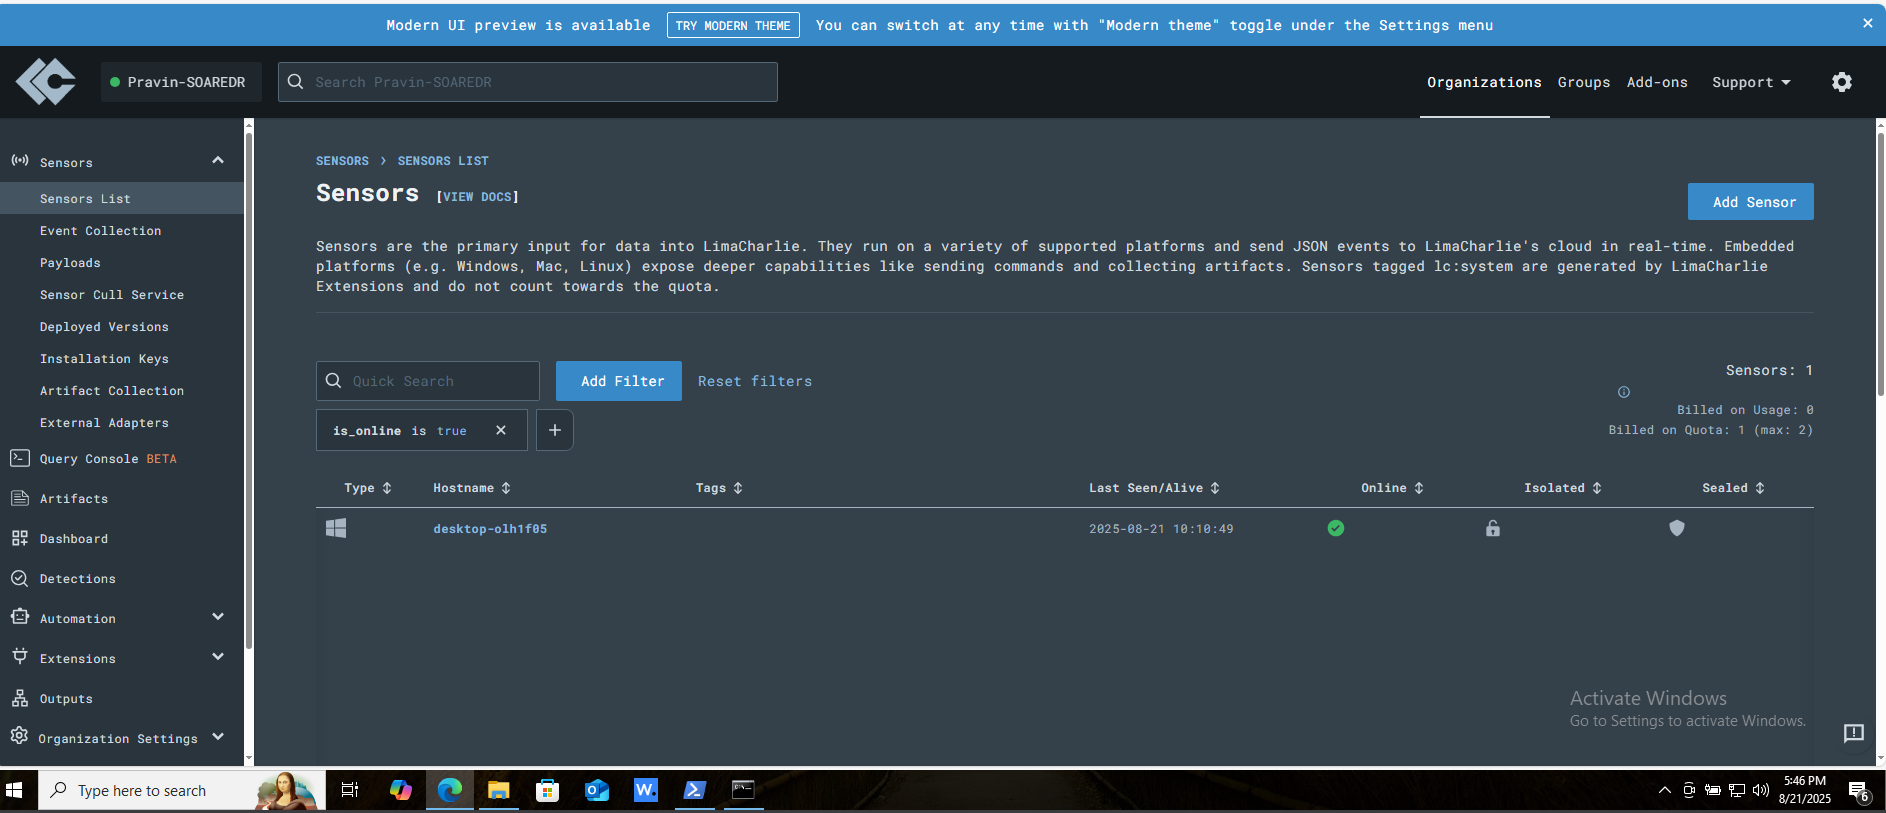 Modern UI preview is available TRY MODERN THEME You can switch at any time with "Modern theme" toggle under the Settings menu
Pravin-SOAREDR
Search Pravin-SOAREDR
Organizations Groups Add-ons Support
Sensors
Sensors List
Event Collection
Payloads
Sensor Cull Service
Deployed Versions
Installation Keys
Artifact Collection
External Adapters
Query Console BETA
Artifacts
Dashboard
Detections
Automation
Extensions
Outputs
Organization Settings
SENSORS > SENSORS LIST
Sensors [VIEW DOCS]
Add Sensor
Sensors are the primary input for data into LimaCharlie. They run on a variety of supported platforms and send JSON events to LimaCharlie's cloud in real-time. Embedded
platforms (e.g. Windows, Mac, Linux) expose deeper capabilities like sending commands and collecting artifacts. Sensors tagged lc:system are generated by LimaCharlie
Extensions and do not count towards the quota.
Quick Search
Add Filter
Reset filters
Sensors: 1
Billed on Usage: 0
Billed on Quota: 1 (max: 2)
is_online is true
Type Hostname Tags Last Seen/Alive Online Isolated Sealed
desktop-olh1f05 2025-08-21 10:10:49
Activate Windows
Go to Settings to activate Windows.
Type here to search
5:46 PM
8/21/2025
6